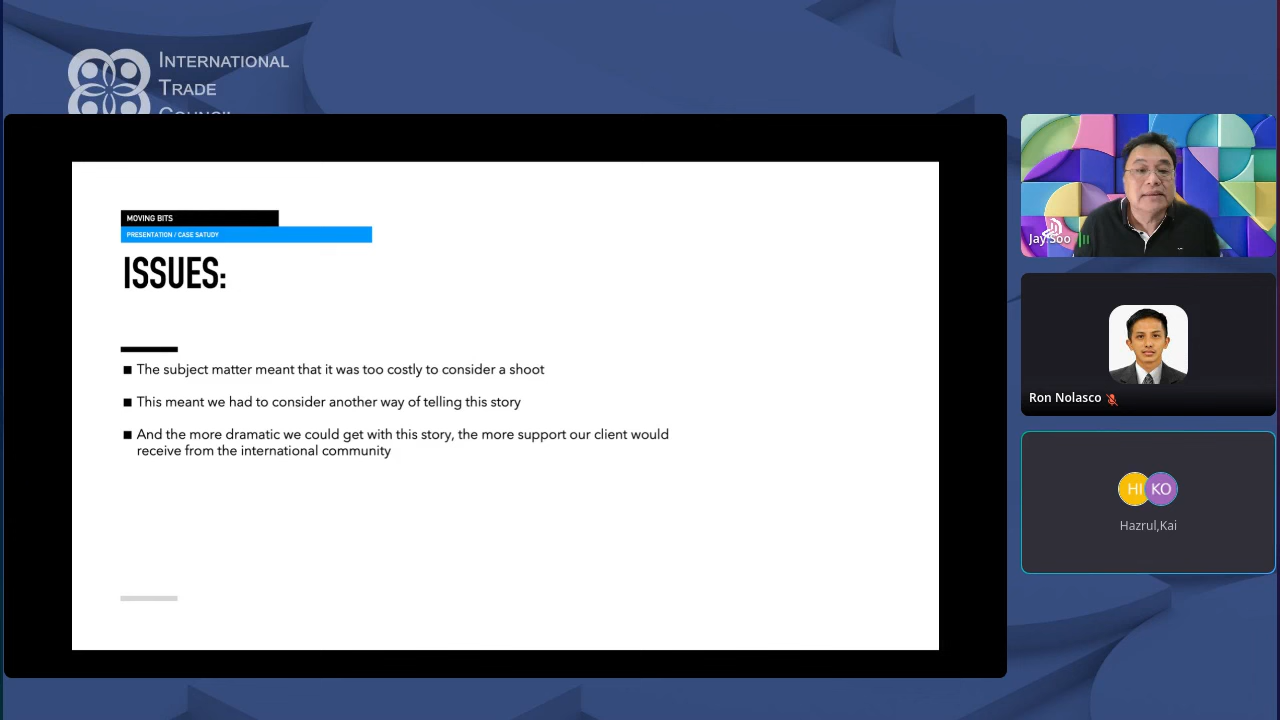 INTERNATIONAL
TRADE
COUNCIL
MOVING BITS
PRESENTATION / CASE SATUDY
ISSUES:
■ The subject matter meant that it was too costly to consider a shoot
■ This meant we had to consider another way of telling this story
■ And the more dramatic we could get with this story, the more support our client would
receive from the international community
Jay Soo
Ron Nolasco
HI KO
Hazrul,Kai